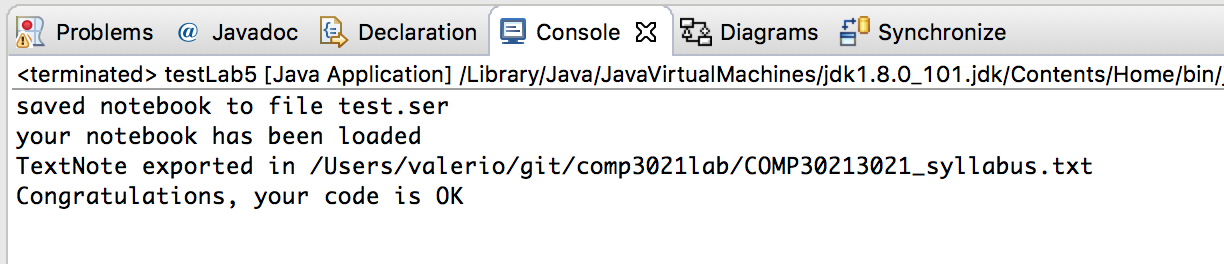 Problems @ Javadoc Declaration Console Diagrams Synchronize
<terminated> testLab5 [Java Application] /Library/Java/JavaVirtualMachines/jdk1.8.0_101.jdk/Contents/Home/bin/
saved notebook to file test.ser
your notebook has been loaded
TextNote exported in /Users/valerio/git/comp3021lab/COMP30213021_syllabus.txt
Congratulations, your code is OK